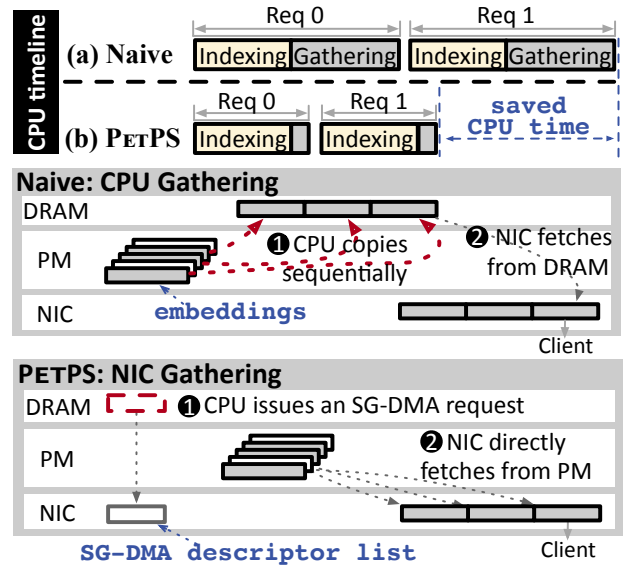 CPU timeline
Req 0 Req 1
(a) Naive Indexing Gathering Indexing Gathering
Req 0 Req 1 saved
(b) PETPS Indexing Indexing CPU time
Naive: CPU Gathering
DRAM
PM ❶ CPU copies sequentially ❷ NIC fetches from DRAM
embeddings
NIC
Client
PETPS: NIC Gathering
DRAM ❶ CPU issues an SG-DMA request
PM ❷ NIC directly fetches from PM
NIC
SG-DMA descriptor list Client